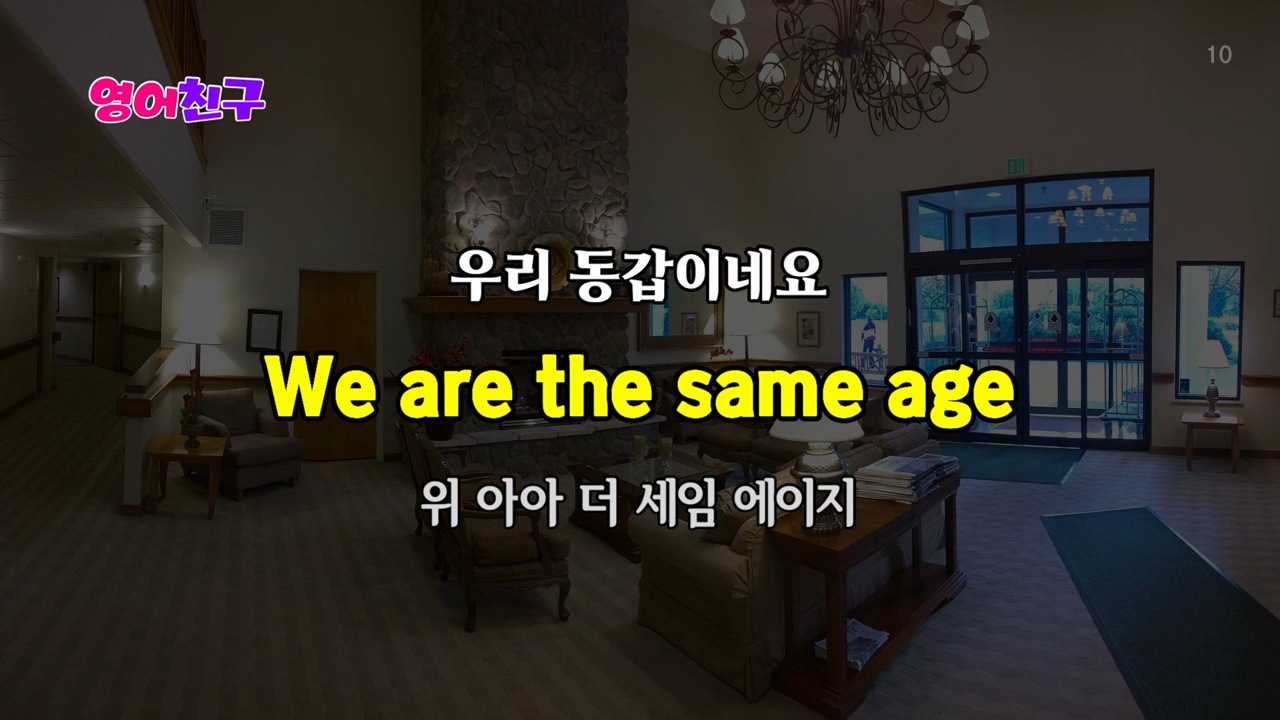 10
영어친구
EXIT
우리 동갑이네요
We are the same age
위 아아 더 세임 에이지